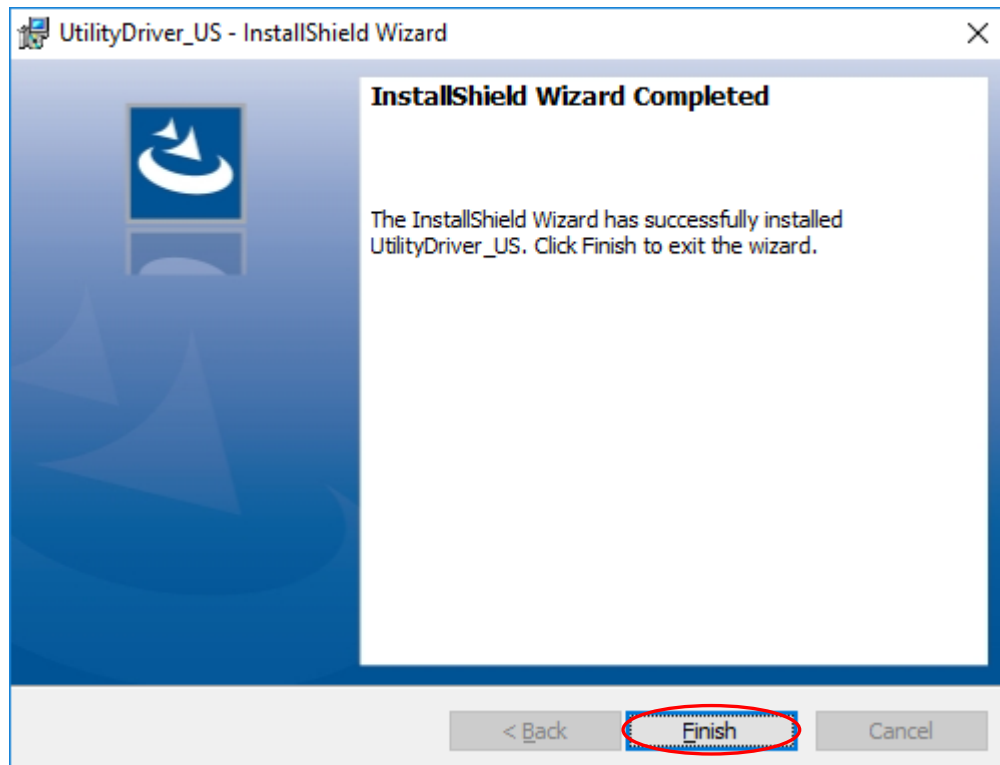 UtilityDriver_US - InstallShield Wizard
InstallShield Wizard Completed
The InstallShield Wizard has successfully installed
UtilityDriver_US. Click Finish to exit the wizard.
< Back
Finish
Cancel